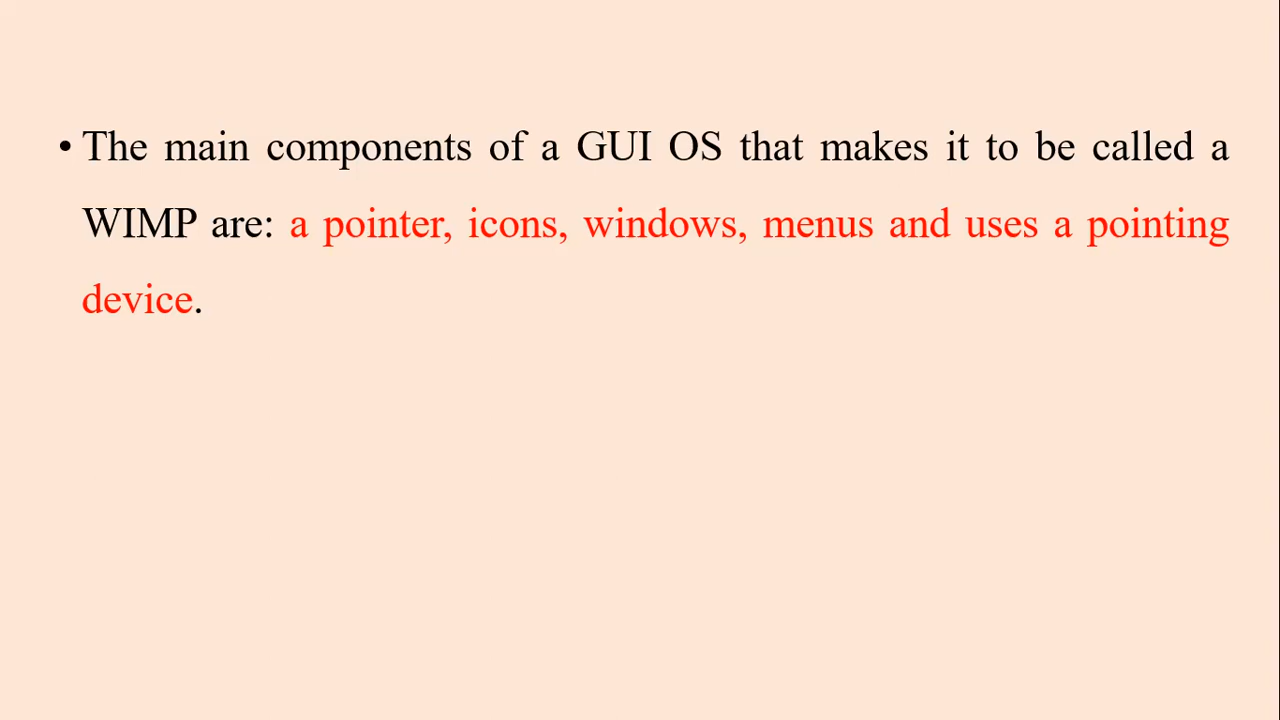 • The main components of a GUI OS that makes it to be called a
WIMP are: a pointer, icons, windows, menus and uses a pointing
device.